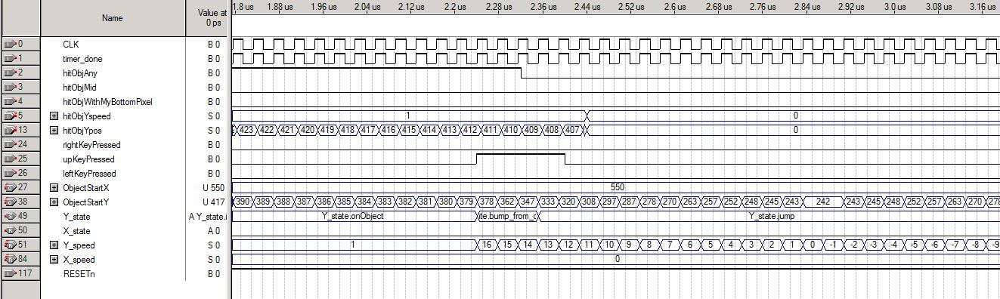 Name Value at 0 ps 1.8 us 1.88 us 1.96 us 2.04 us 2.12 us 2.2 us 2.28 us 2.36 us 2.44 us 2.52 us 2.6 us 2.68 us 2.76 us 2.84 us 2.92 us 3.0 us 3.08 us 3.16 us
0 CLK B 0
1 timer_done B 0
2 hitObjAny B 0
3 hitObjMid B 0
4 hitObjWithMyBottomPixel B 0
5 hitObjYspeed S 0 1 0
13 hitObjYpos S 0 423 422 421 420 419 418 417 416 415 414 413 412 411 410 409 408 407 0
24 rightKeyPressed B 0
25 upKeyPressed B 0
26 leftKeyPressed B 0
27 ObjectStartX U 550 550
38 ObjectStartY U 417 390 389 388 387 386 385 384 383 382 381 380 379 378 362 347 333 320 308 297 287 278 270 263 257 252 248 245 243 242 243 245 248 252 257 263 270 278
49 Y_state A Y_state.i Y_state.onObject te.bump_from_c Y_state.jump
50 X_state A 0
51 Y_speed S 0 1 16 15 14 13 12 11 10 9 8 7 6 5 4 3 2 1 0 -1 -2 -3 -4 -5 -6 -7 -8 -9
84 X_speed S 0 0
117 RESETn B 0